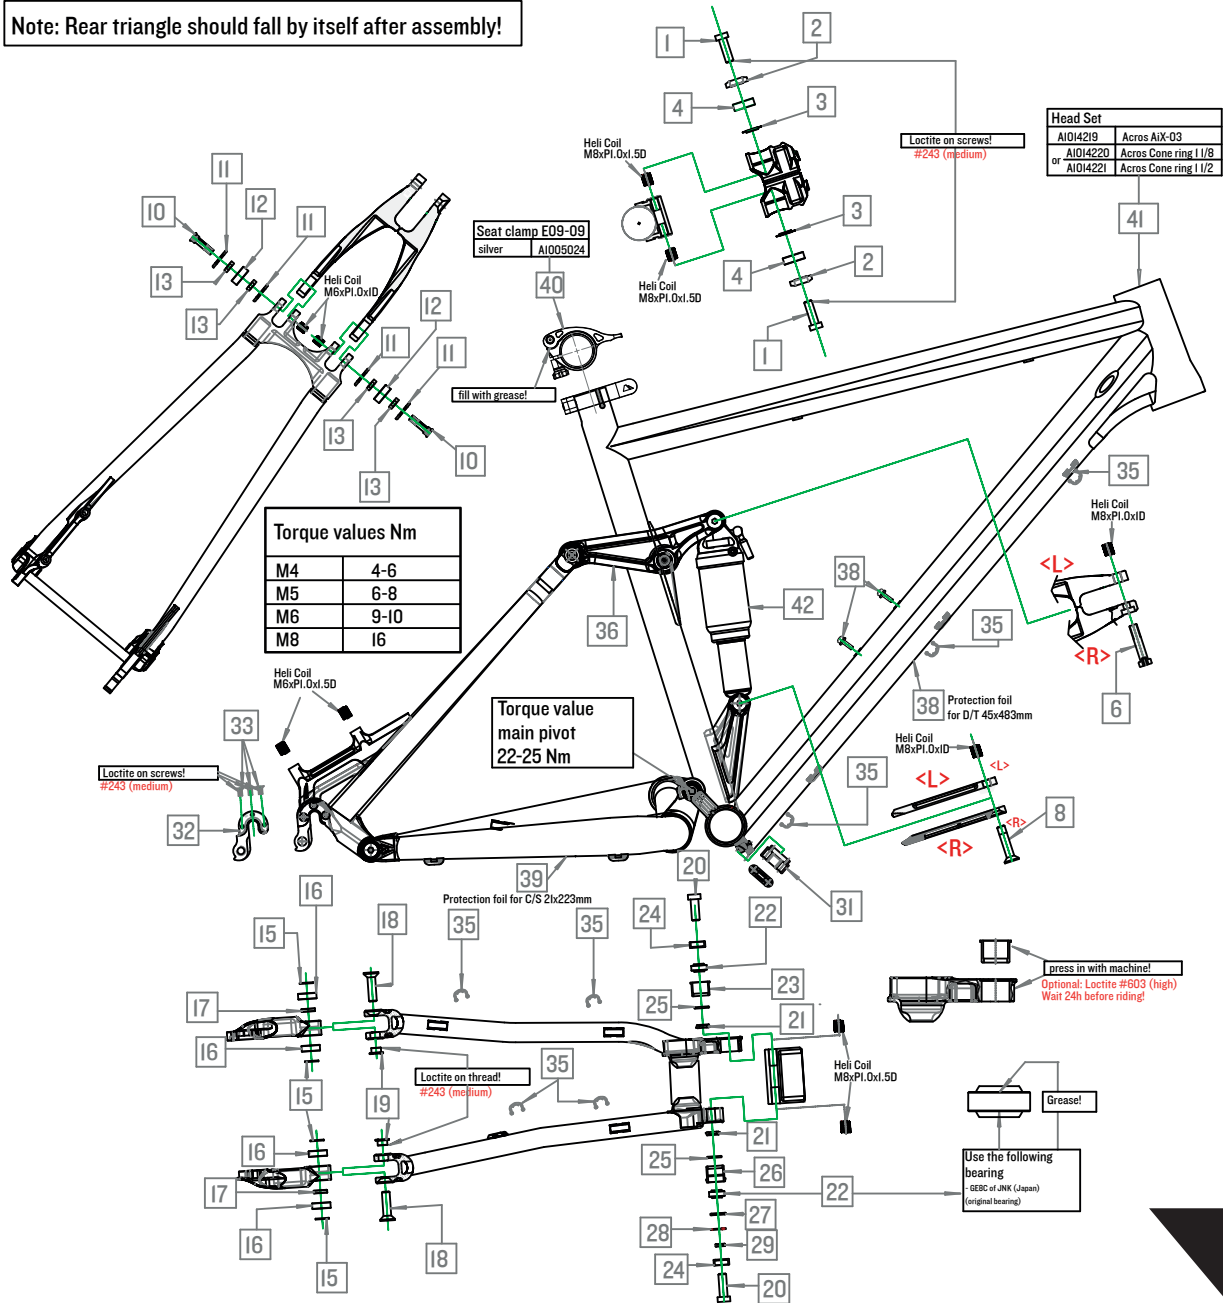 Note: Rear triangle should fall by itself after assembly!
1
2
4
3
Heli Coil
M8xP1.0x1.5D
Loctite on screws!
#243 (medium)
Head Set
A1014219 Acros AiX-03
or A1014220 Acros Cone ring 1 1/8
A1014221 Acros Cone ring 1 1/2
41
11
10
12
11
13
13
Heli Coil
M6xP1.0x1D
Seat clamp E09-09
silver A1005024
40
3
4
2
Heli Coil
M8xP1.0x1.5D
1
fill with grease!
12
11
11
13
10
13
35
Heli Coil
M8xP1.0x1D
<L>
<R>
6
Torque values Nm
M4 4-6
M5 6-8
M6 9-10
M8 16
38
42
36
35
38
Protection foil
for D/T 45x483mm
Heli Coil
M6xP1.0x1.5D
33
Loctite on screws!
#243 (medium)
32
Torque value
main pivot
22-25 Nm
Heli Coil
M8xP1.0x1D
<L>
<L>
<R>
<R>
8
35
31
39
Protection foil for C/S 21x223mm
20
16
15
18
35
35
24
22
23
25
21
17
16
press in with machine!
Optional: Loctite #603 (high)
Wait 24h before riding!
Loctite on thread!
#243 (medium)
35
15
19
Heli Coil
M8xP1.0x1.5D
Grease!
16
17
16
15
18
21
25
26
22
27
28
29
24
20
Use the following
bearing
- GEBC of JNK (Japan)
(original bearing)